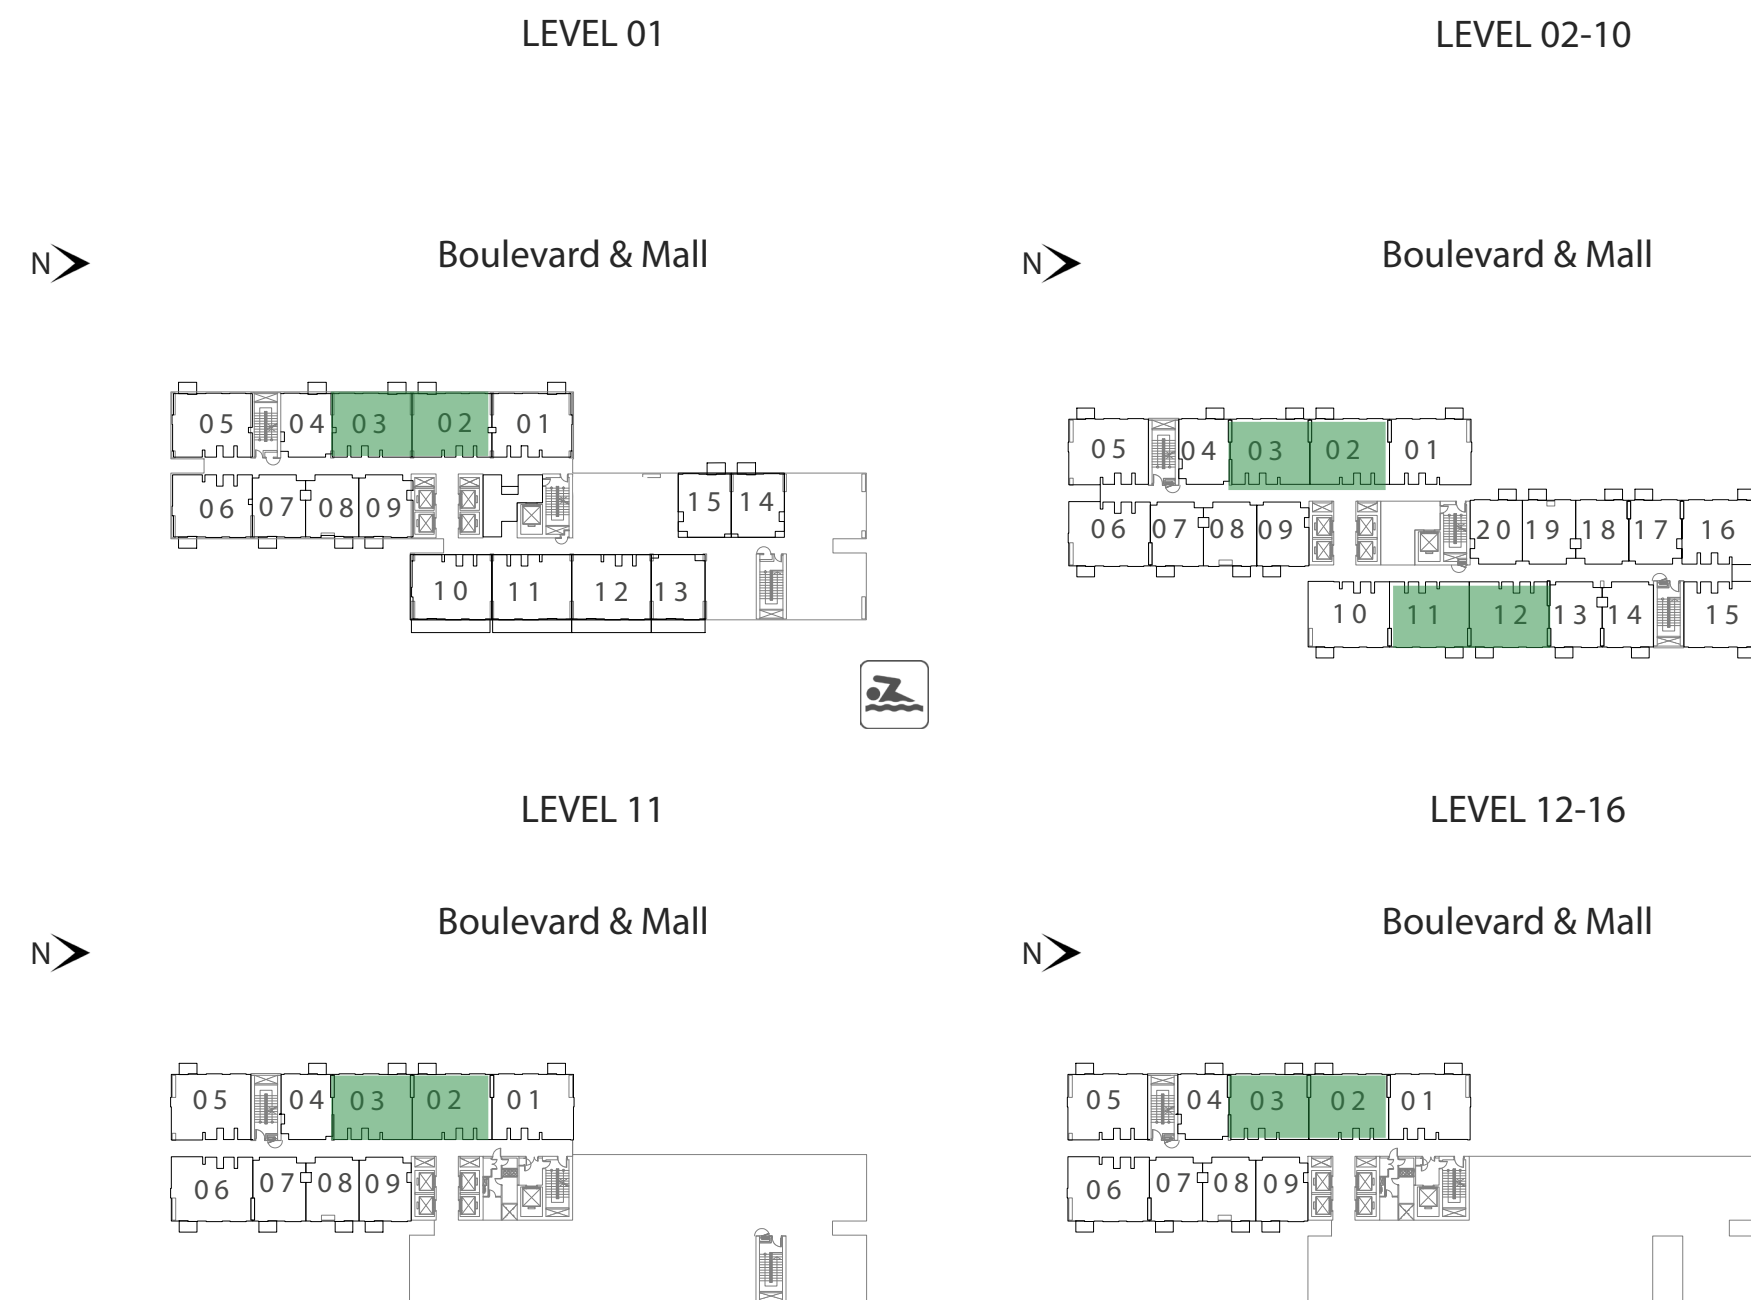 LEVEL 01
LEVEL 02-10
N
Boulevard & Mall
N
Boulevard & Mall
05 04 03 02 01
06 07 08 09
15 14
10 11 12 13
05 04 03 02 01
06 07 08 09
20 19 18 17 16
10 11 12 13 14 15
LEVEL 11
LEVEL 12-16
Boulevard & Mall
N
Boulevard & Mall
N
05 04 03 02 01
06 07 08 09
05 04 03 02 01
06 07 08 09